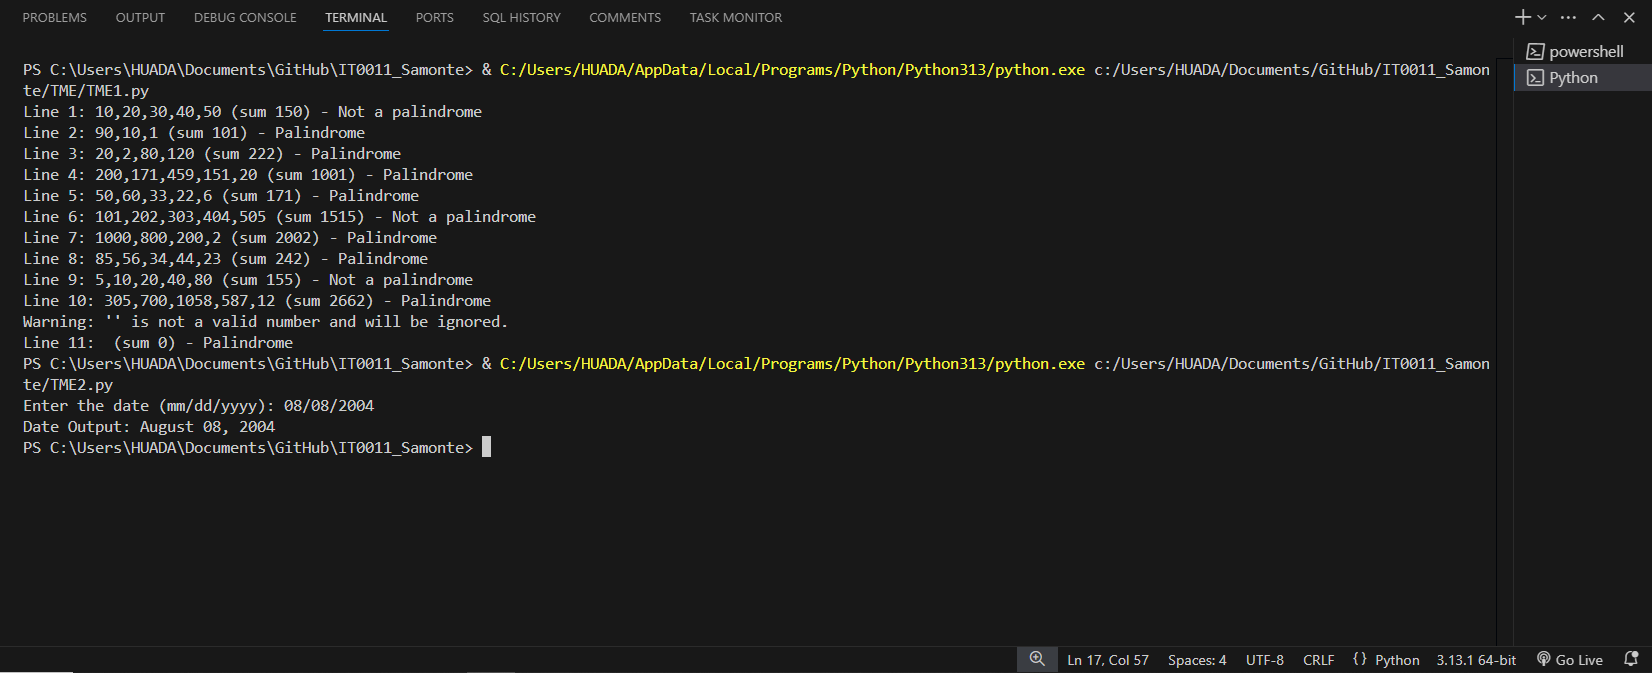 PROBLEMS OUTPUT DEBUG CONSOLE TERMINAL PORTS SQL HISTORY COMMENTS TASK MONITOR
powershell
Python
PS C:\Users\HUADA\Documents\GitHub\IT0011_Samonte> & C:/Users/HUADA/AppData/Local/Programs/Python/Python313/python.exe c:/Users/HUADA/Documents/GitHub/IT0011_Samon
te/TME/TME1.py
Line 1: 10,20,30,40,50 (sum 150) - Not a palindrome
Line 2: 90,10,1 (sum 101) - Palindrome
Line 3: 20,2,80,120 (sum 222) - Palindrome
Line 4: 200,171,459,151,20 (sum 1001) - Palindrome
Line 5: 50,60,33,22,6 (sum 171) - Palindrome
Line 6: 101,202,303,404,505 (sum 1515) - Not a palindrome
Line 7: 1000,800,200,2 (sum 2002) - Palindrome
Line 8: 85,56,34,44,23 (sum 242) - Palindrome
Line 9: 5,10,20,40,80 (sum 155) - Not a palindrome
Line 10: 305,700,1058,587,12 (sum 2662) - Palindrome
Warning: '' is not a valid number and will be ignored.
Line 11:  (sum 0) - Palindrome
PS C:\Users\HUADA\Documents\GitHub\IT0011_Samonte> & C:/Users/HUADA/AppData/Local/Programs/Python/Python313/python.exe c:/Users/HUADA/Documents/GitHub/IT0011_Samon
te/TME2.py
Enter the date (mm/dd/yyyy): 08/08/2004
Date Output: August 08, 2004
PS C:\Users\HUADA\Documents\GitHub\IT0011_Samonte>
Ln 17, Col 57 Spaces: 4 UTF-8 CRLF {} Python 3.13.1 64-bit Go Live